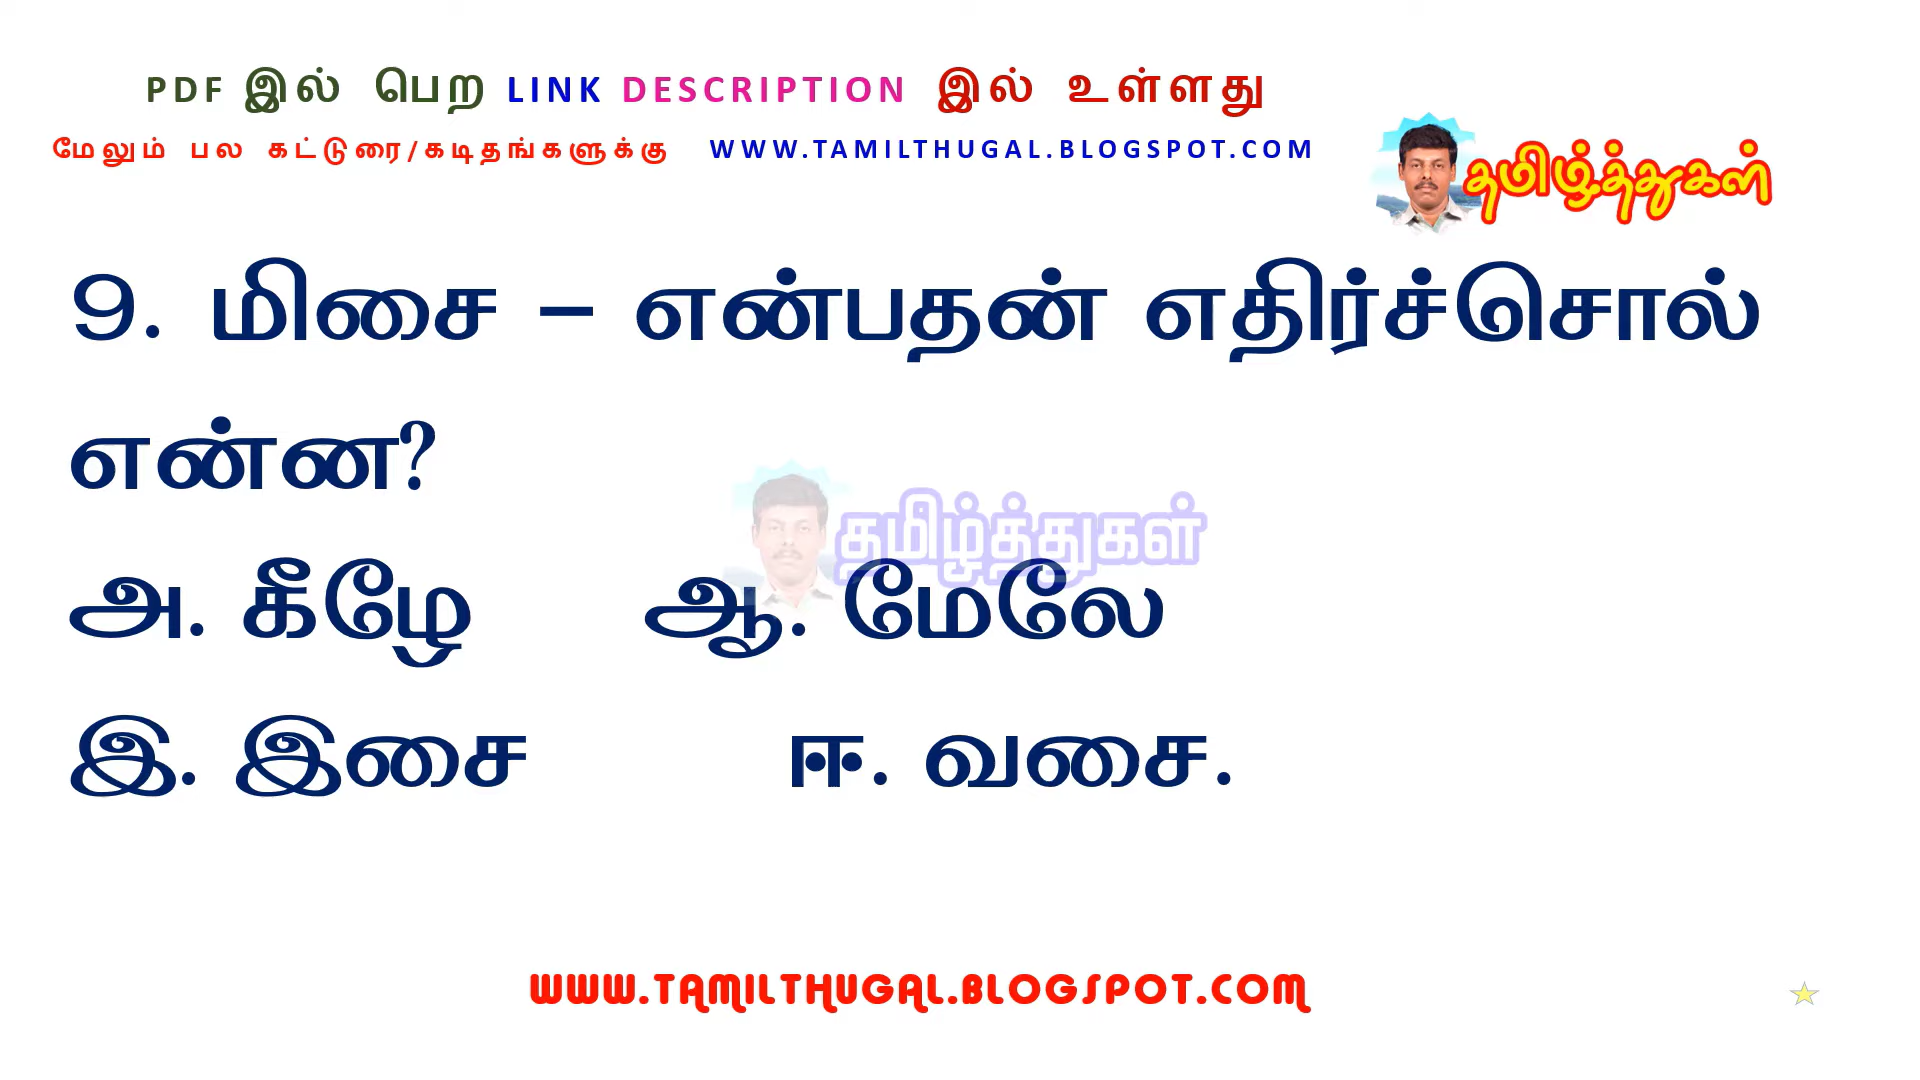 PDF இல் பெற LINK DESCRIPTION இல் உள்ளது
மேலும் பல கட்டுரை/கடிதங்களுக்கு WWW.TAMILTHUGAL.BLOGSPOT.COM
தமிழ்த்துகள்
9. மிசை – என்பதன் எதிர்ச்சொல்
என்ன?
தமிழ்த்துகள்
அ. கீழே ஆ. மேலே
இ. இசை ஈ. வசை.
WWW.TAMILTHUGAL.BLOGSPOT.COM